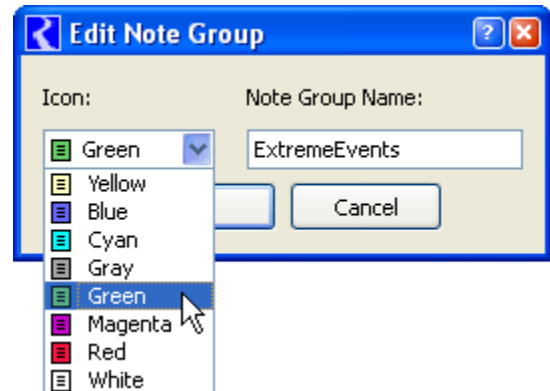 Edit Note Group
Icon: Note Group Name:
Green ExtremeEvents
Yellow
Blue
Cancel
Cyan
Gray
Green
Magenta
Red
White